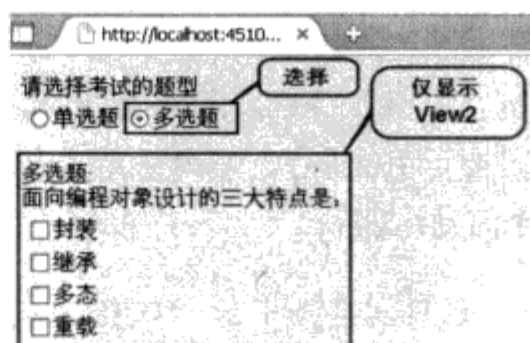 http://localhost:4510...
请选择考试的题型
选择
仅显示
View2
单选题 多选题
多选题
面向编程对象设计的三大特点是:
封装
继承
多态
重载